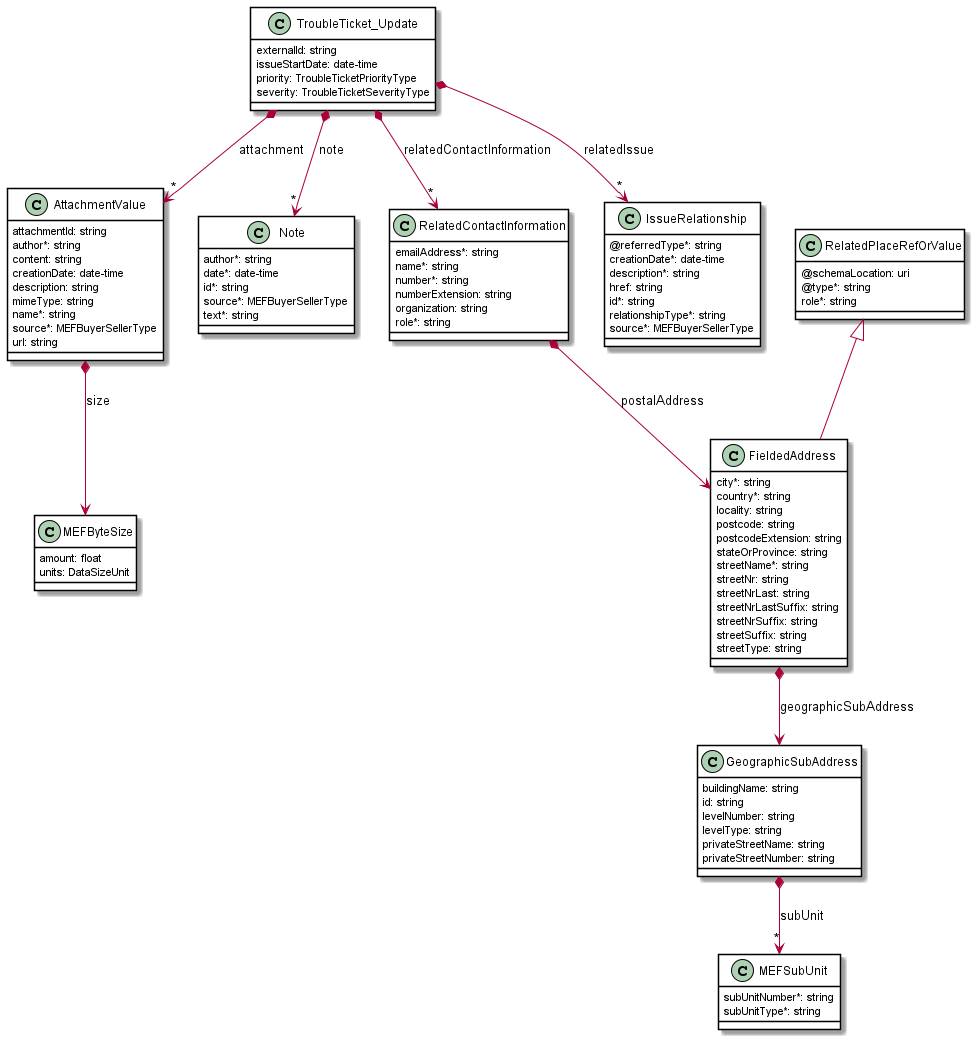 C TroubleTicket_Update
externalId: string
issueStartDate: date-time
priority: TroubleTicketPriorityType
severity: TroubleTicketSeverityType
attachment
note
relatedContactInformation
relatedIssue
*
*
*
*
C AttachmentValue
attachmentId: string
author*: string
content: string
creationDate: date-time
description: string
mimeType: string
name*: string
source*: MEFBuyerSellerType
url: string
C Note
author*: string
date*: date-time
id*: string
source*: MEFBuyerSellerType
text*: string
C RelatedContactInformation
emailAddress*: string
name*: string
number*: string
numberExtension: string
organization: string
role*: string
C IssueRelationship
@referredType*: string
creationDate*: date-time
description*: string
href: string
id*: string
relationshipType*: string
source*: MEFBuyerSellerType
C RelatedPlaceRefOrValue
@schemaLocation: uri
@type*: string
role*: string
size
postalAddress
C MEFByteSize
amount: float
units: DataSizeUnit
C FieldedAddress
city*: string
country*: string
locality: string
postcode: string
postcodeExtension: string
stateOrProvince: string
streetName*: string
streetNr: string
streetNrLast: string
streetNrLastSuffix: string
streetNrSuffix: string
streetSuffix: string
streetType: string
geographicSubAddress
C GeographicSubAddress
buildingName: string
id: string
levelNumber: string
levelType: string
privateStreetName: string
privateStreetNumber: string
subUnit
*
C MEFSubUnit
subUnitNumber*: string
subUnitType*: string